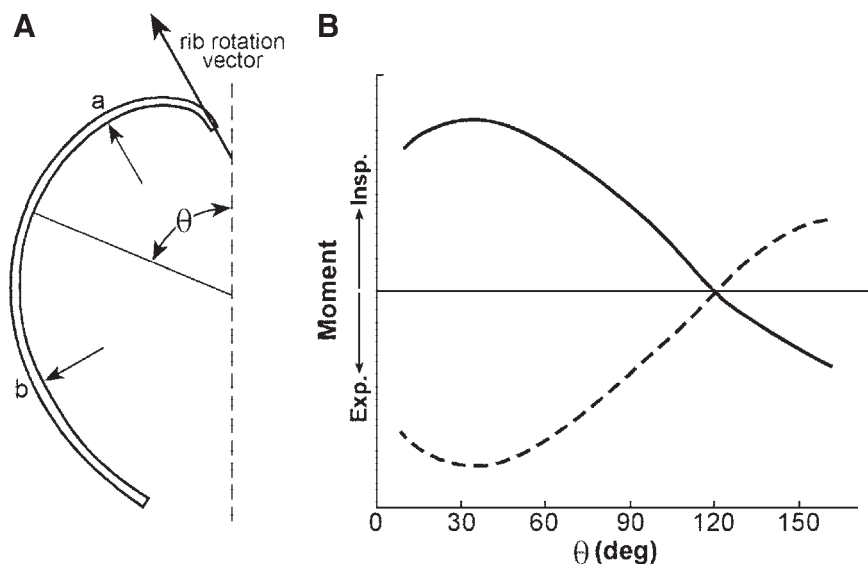 A
rib rotation
vector
a
θ
b
B
Moment
Insp.
Exp.
0 30 60 90 120 150
θ (deg)